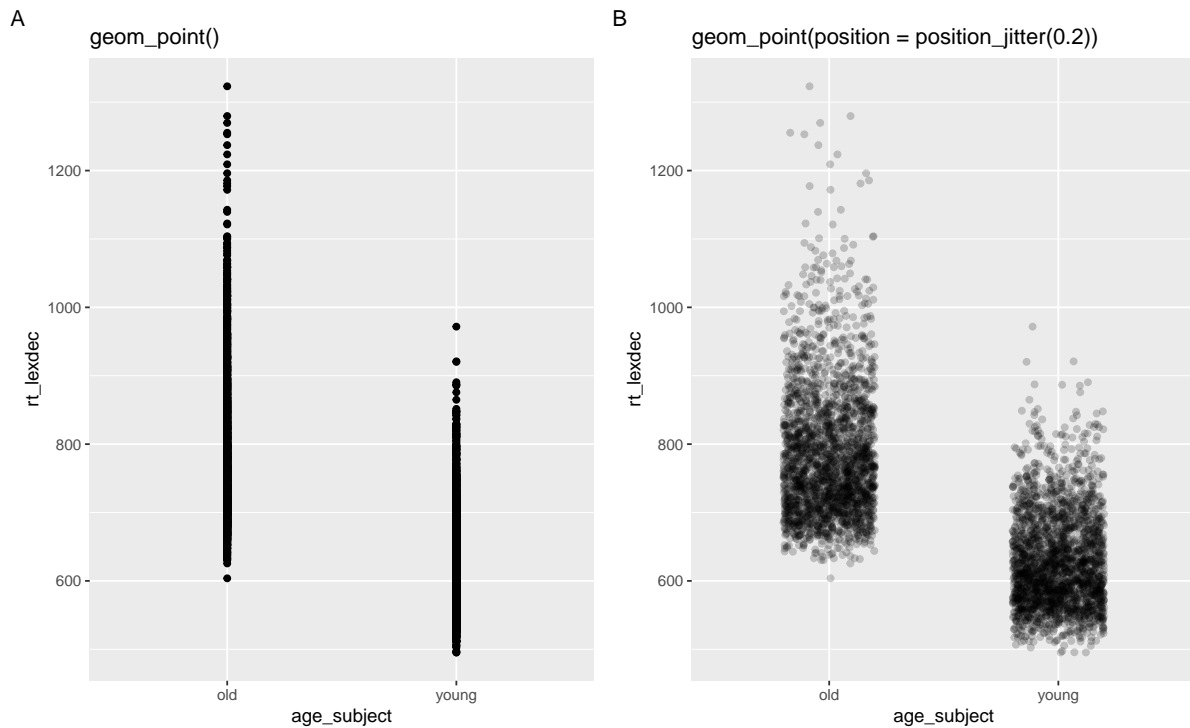 A
geom_point()
1200
1000
800
600
rt_lexdec
old
young
age_subject
B
geom_point(position = position_jitter(0.2))
1200
1000
800
600
rt_lexdec
old
young
age_subject